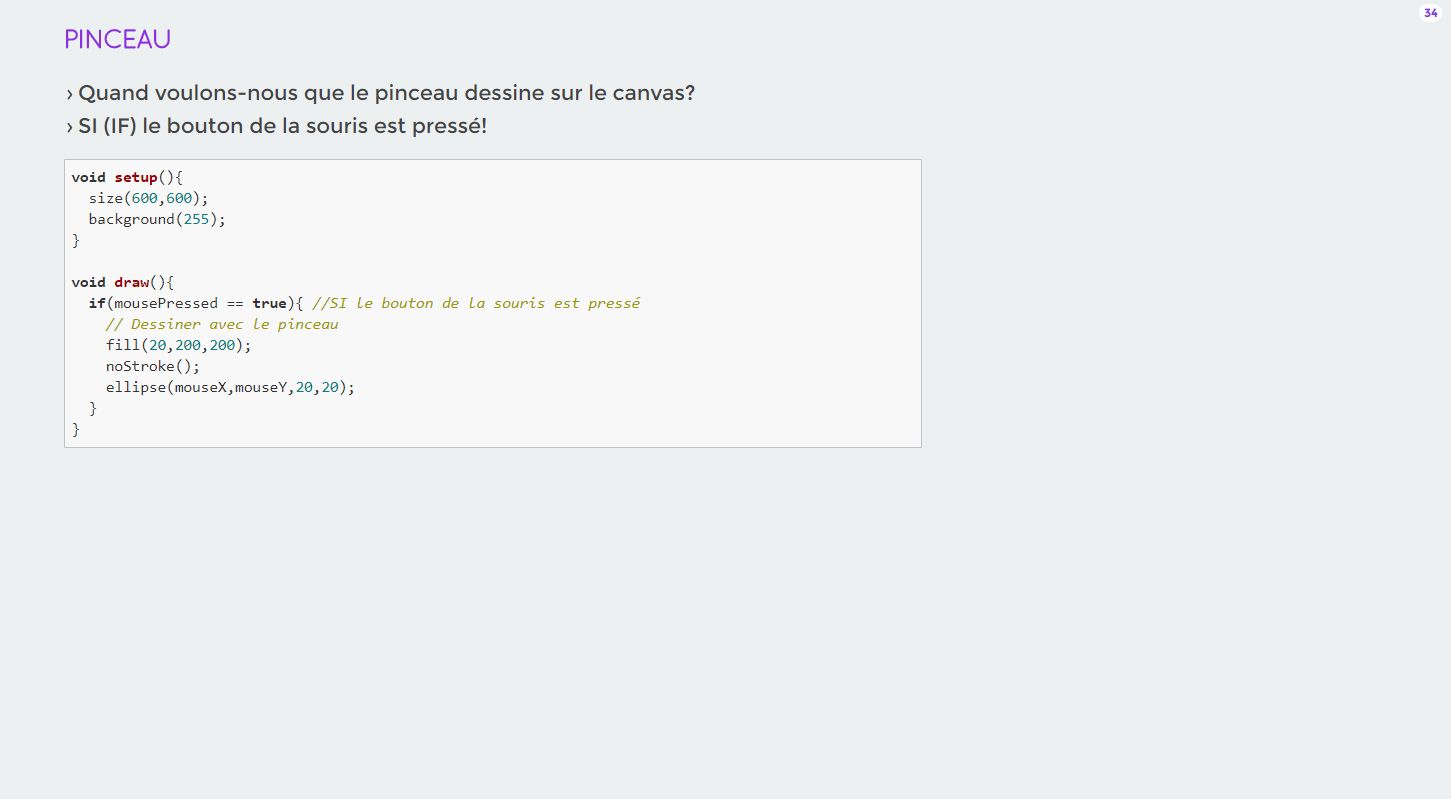 34
PINCEAU
› Quand voulons-nous que le pinceau dessine sur le canvas?
› SI (IF) le bouton de la souris est pressé!
void setup(){
  size(600,600);
  background(255);
}

void draw(){
  if(mousePressed == true){ //SI le bouton de la souris est pressé
    // Dessiner avec le pinceau
    fill(20,200,200);
    noStroke();
    ellipse(mouseX,mouseY,20,20);
  }
}